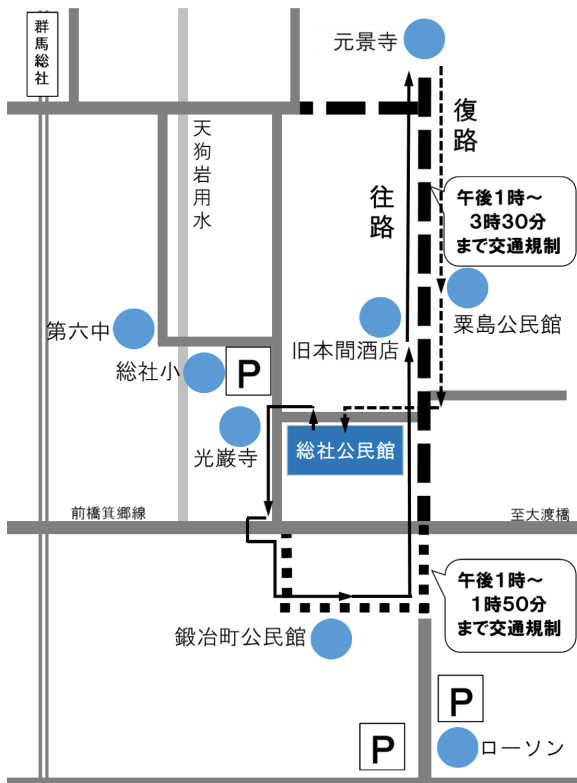 群馬総社
元景寺
復路
天狗岩用水
往路
午後1時～
3時30分
まで交通規制
第六中
旧本間酒店
粟島公民館
総社小
P
光巌寺
総社公民館
前橋箕郷線
至大渡橋
午後1時～
1時50分
まで交通規制
鍛冶町公民館
P
P
ローソン